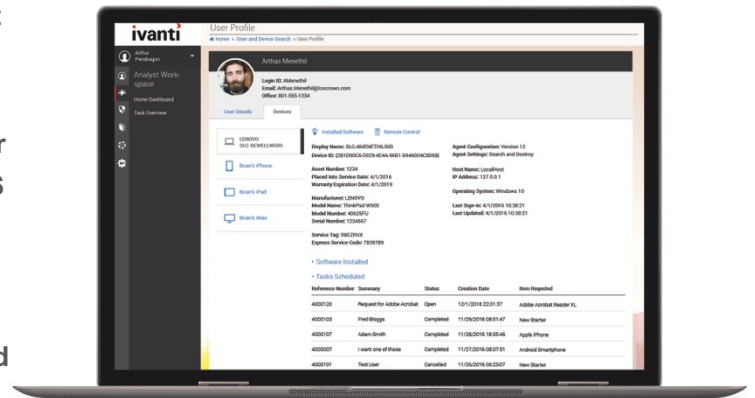 ivanti
User Profile
Home » User and Device Search » User Profile
Arthur
Pendragon
Analyst Work-
space
Home Dashboard
Task Overview
Arthas Menethil
Login ID: AMenethil
Email: Arthas.Menethil@Icecrown.com
Office: 801-555-1234
User Details
Devices
LENOVO
SLC-BEWELLW500
Brian's iPhone
Brian's iPad
Brian's iMac
Installed Software
Remote Control
Display Name: SLC-AMENETHIL500
Agent Configuration: Version 12
Agent Settings: Search and Destroy
Asset Number: 1234
Host Name: LocalHost
Placed Into Service Date: 4/1/2016
IP Address: 127.0.0.1
Warranty Expiration Date: 4/1/2019
Operating System: Windows 10
Manufacturer: LENOVO
Model Name: ThinkPad W500
Last Sign-in: 4/1/2016 10:38:21
Model Number: 40625FU
Last Updated: 4/1/2016 10:38:21
Serial Number: 1234567
Service Tag: R8EZRVX
Express Service Code: 7839789
• Software Installed
• Tasks Scheduled
Reference Number Summary Status Creation Date Item Reqested
4000120 Request for Adobe Acrobat Open 12/1/2016 22:01:37 Adobe Acrobat Reader XL
4000103 Fred Bloggs Completed 11/29/2016 08:51:47 New Starter
4000107 Adam Smith Completed 11/28/2016 18:05:46 Apple iPhone
4000007 I want one of those Completed 11/27/2016 08:07:51 Android Smartphone
4000101 Test User Cancelled 11/26/2016 06:23:07 New Starter